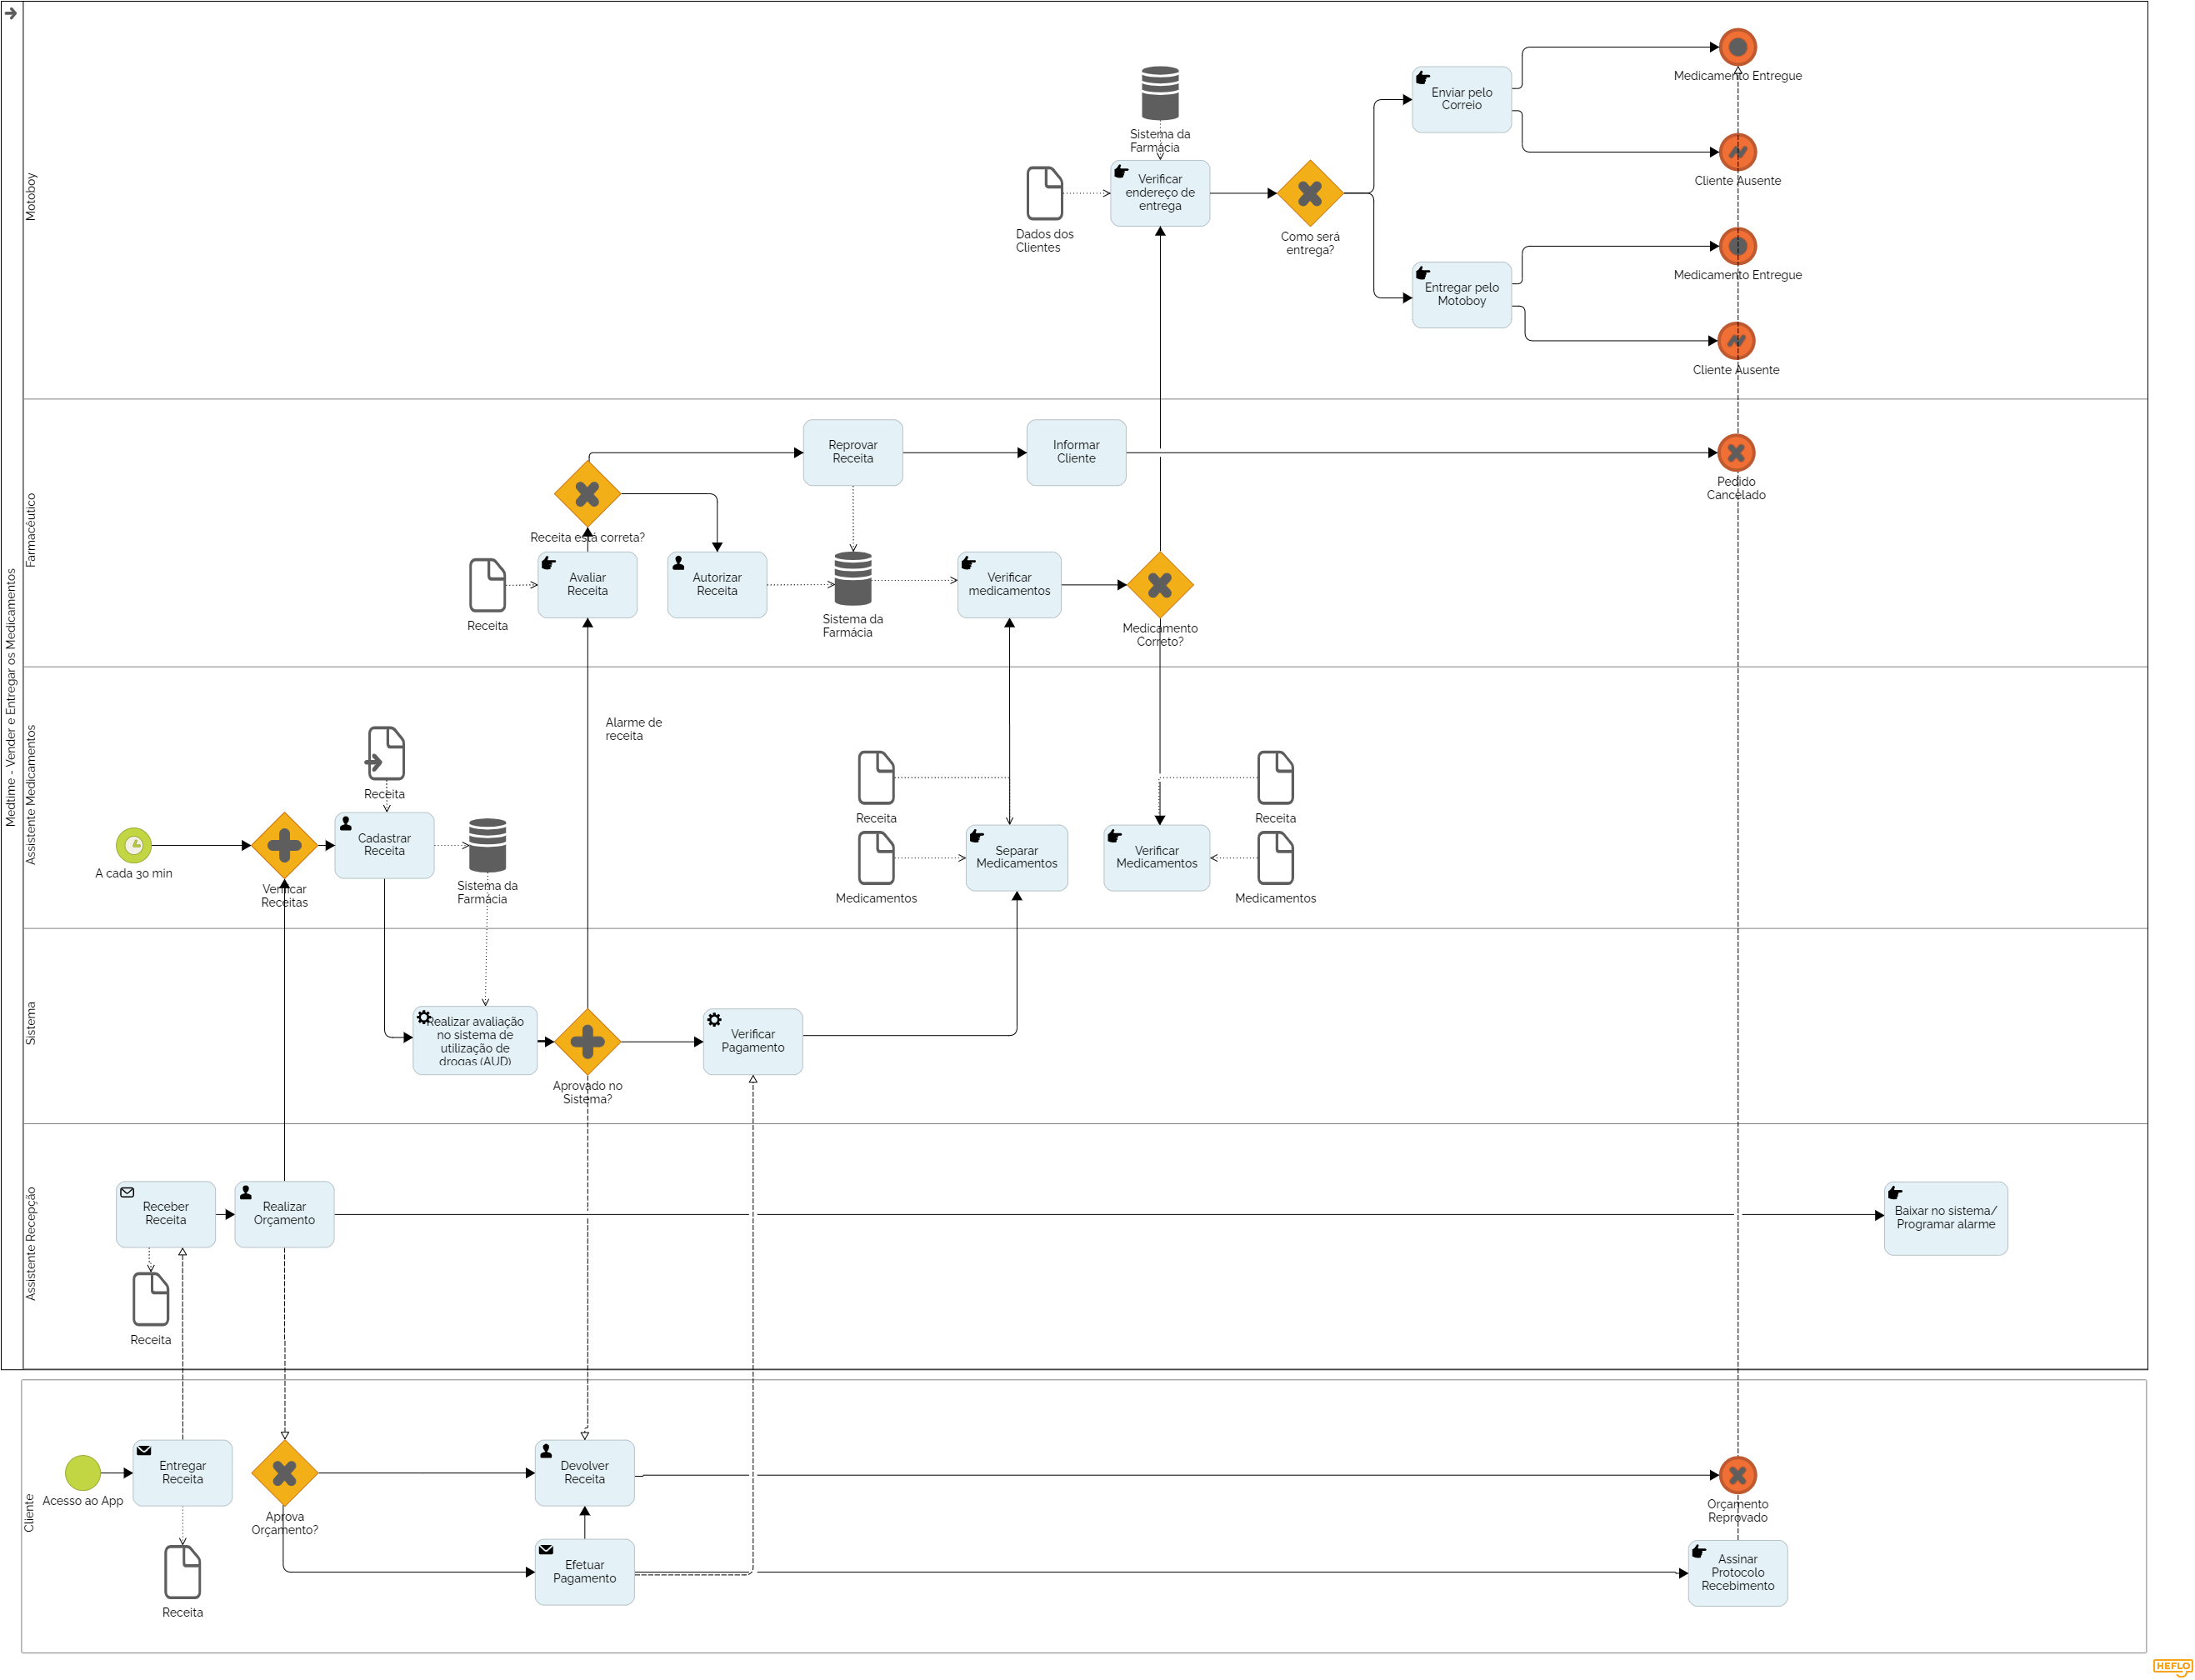 Medtime - Vender e Entregar os Medicamentos
Motoboy
Medicamento Entregue
Enviar pelo
Correio
Sistema da
Farmácia
Cliente Ausente
Verificar
endereço de
entrega
Dados dos
Clientes
Como será
entrega?
Medicamento Entregue
Entregar pelo
Motoboy
Cliente Ausente
Farmacêutico
Reprovar
Receita
Informar
Cliente
Pedido
Cancelado
Receita está correta?
Avaliar
Receita
Autorizar
Receita
Verificar
medicamentos
Receita
Sistema da
Farmácia
Medicamento
Correto?
Assistente Medicamentos
Alarme de
receita
Receita
Receita
Receita
A cada 30 min
Verificar
Receitas
Cadastrar
Receita
Sistema da
Farmácia
Separar
Medicamentos
Verificar
Medicamentos
Medicamentos
Medicamentos
Sistema
Realizar avaliação
no sistema de
utilização de
drogas (AUD)
Aprovado no
Sistema?
Verificar
Pagamento
Assistente Recepção
Receber
Receita
Realizar
Orçamento
Baixar no sistema/
Programar alarme
Receita
Cliente
Acesso ao App
Entregar
Receita
Aprova
Orçamento?
Devolver
Receita
Orçamento
Reprovado
Efetuar
Pagamento
Assinar
Protocolo
Recebimento
Receita
HEFLO